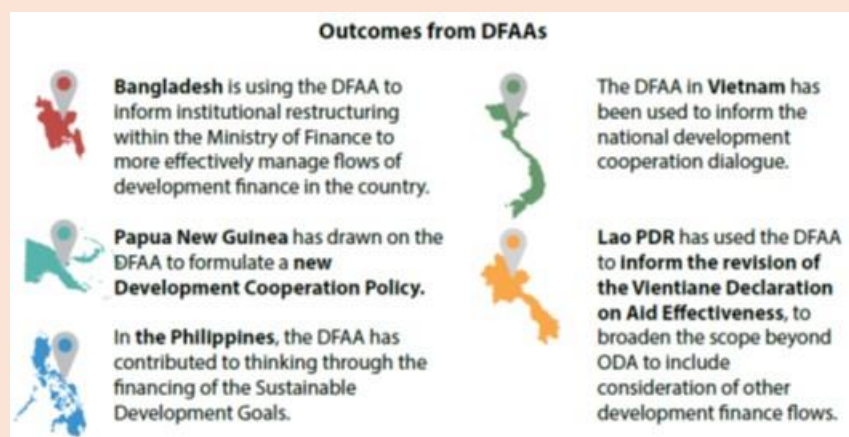 Outcomes from DFAAs
Bangladesh is using the DFAA to
inform institutional restructuring
within the Ministry of Finance to
more effectively manage flows of
development finance in the country.
Papua New Guinea has drawn on the
DFAA to formulate a new
Development Cooperation Policy.
In the Philippines, the DFAA has
contributed to thinking through the
financing of the Sustainable
Development Goals.
The DFAA in Vietnam has
been used to inform the
national development
cooperation dialogue.
Lao PDR has used the DFAA
to inform the revision of
the Vientiane Declaration
on Aid Effectiveness, to
broaden the scope beyond
ODA to include
consideration of other
development finance flows.